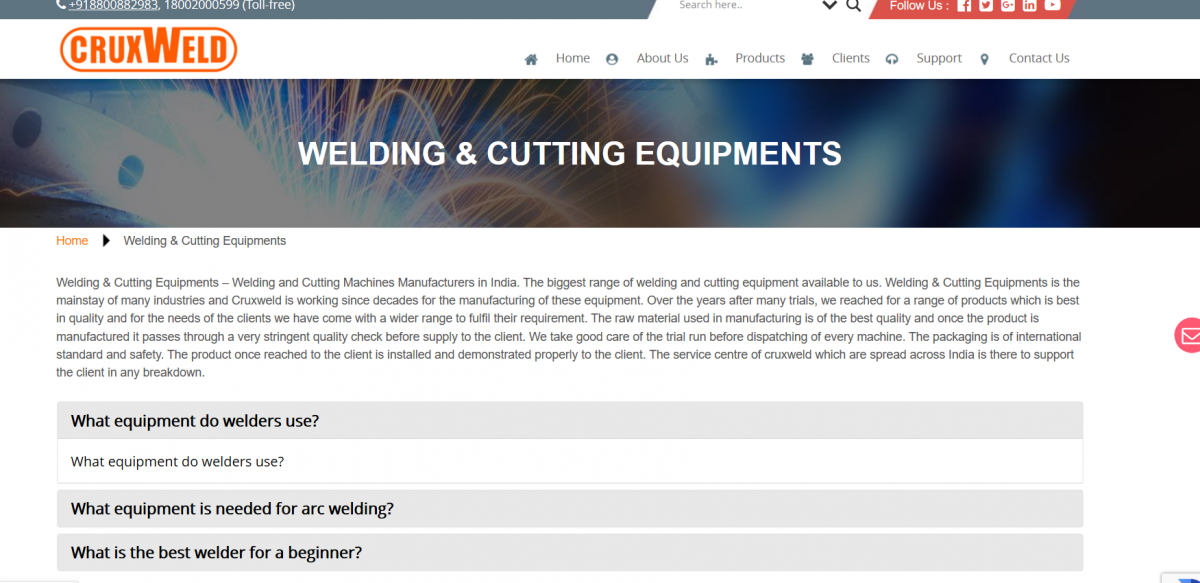 +918800882983, 18002000599 (Toll-free)
Search here..
Follow Us :
CRUXWELD
Home
About Us
Products
Clients
Support
Contact Us
WELDING & CUTTING EQUIPMENTS
Home
Welding & Cutting Equipments
Welding & Cutting Equipments – Welding and Cutting Machines Manufacturers in India. The biggest range of welding and cutting equipment available to us. Welding & Cutting Equipments is the
mainstay of many industries and Cruxweld is working since decades for the manufacturing of these equipment. Over the years after many trials, we reached for a range of products which is best
in quality and for the needs of the clients we have come with a wider range to fulfil their requirement. The raw material used in manufacturing is of the best quality and once the product is
manufactured it passes through a very stringent quality check before supply to the client. We take good care of the trial run before dispatching of every machine. The packaging is of international
standard and safety. The product once reached to the client is installed and demonstrated properly to the client. The service centre of cruxweld which are spread across India is there to support
the client in any breakdown.
What equipment do welders use?
What equipment do welders use?
What equipment is needed for arc welding?
What is the best welder for a beginner?